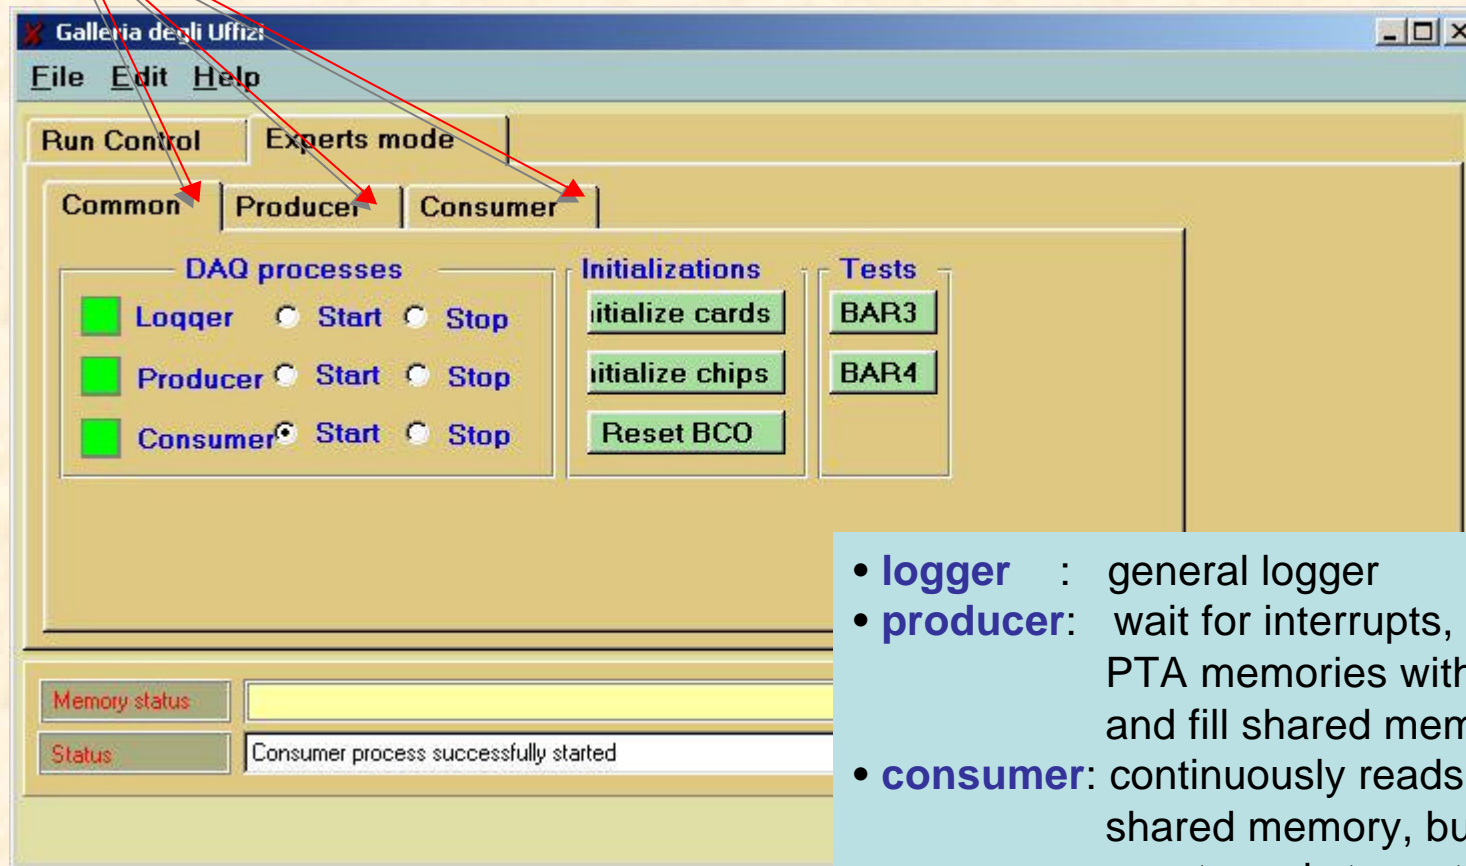 Galleria degli Uffizi
File Edit Help
Run Control Experts mode
Common Producer Consumer
DAQ processes Initializations Tests
Logger Start Stop itialize cards BAR3
Producer Start Stop itialize chips BAR4
Consumer Start Stop Reset BCO
• logger : general logger
• producer: wait for interrupts,
PTA memories with
and fill shared mem
• consumer: continuously reads
shared memory, bu
Memory status
Status Consumer process successfully started